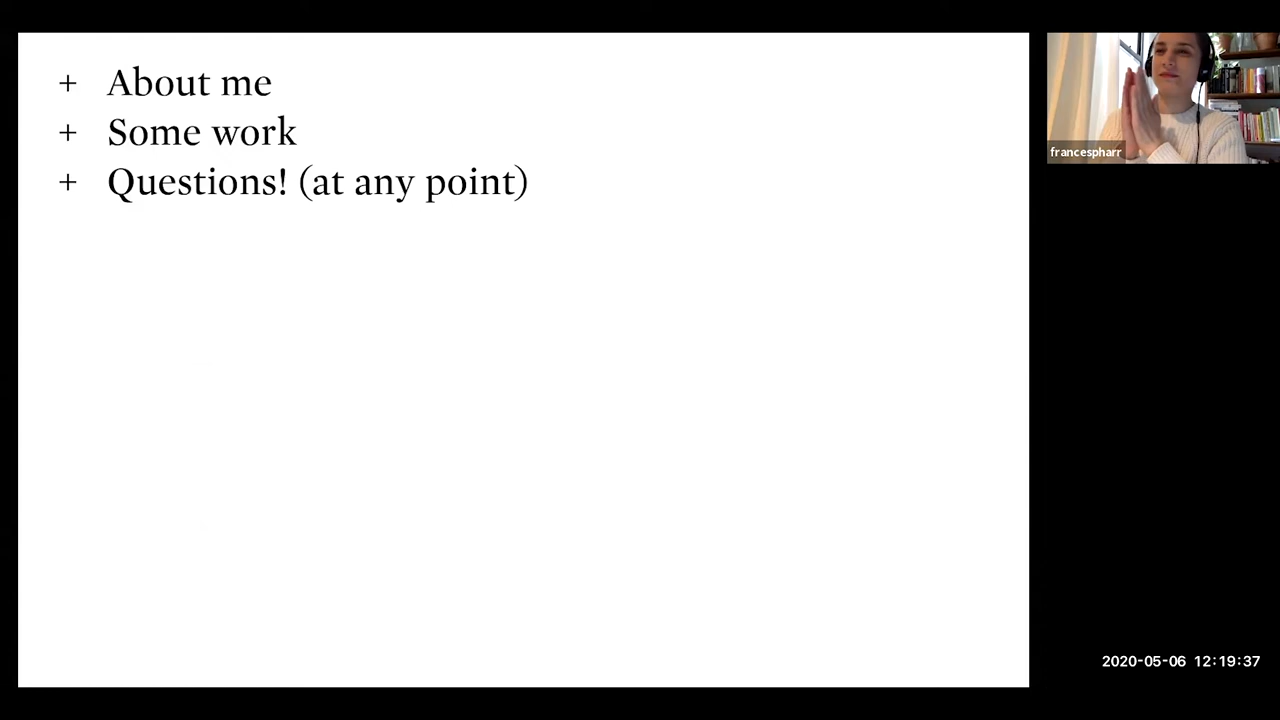 + About me
+ Some work
+ Questions! (at any point)
francespharr
2020-05-06 12:19:37